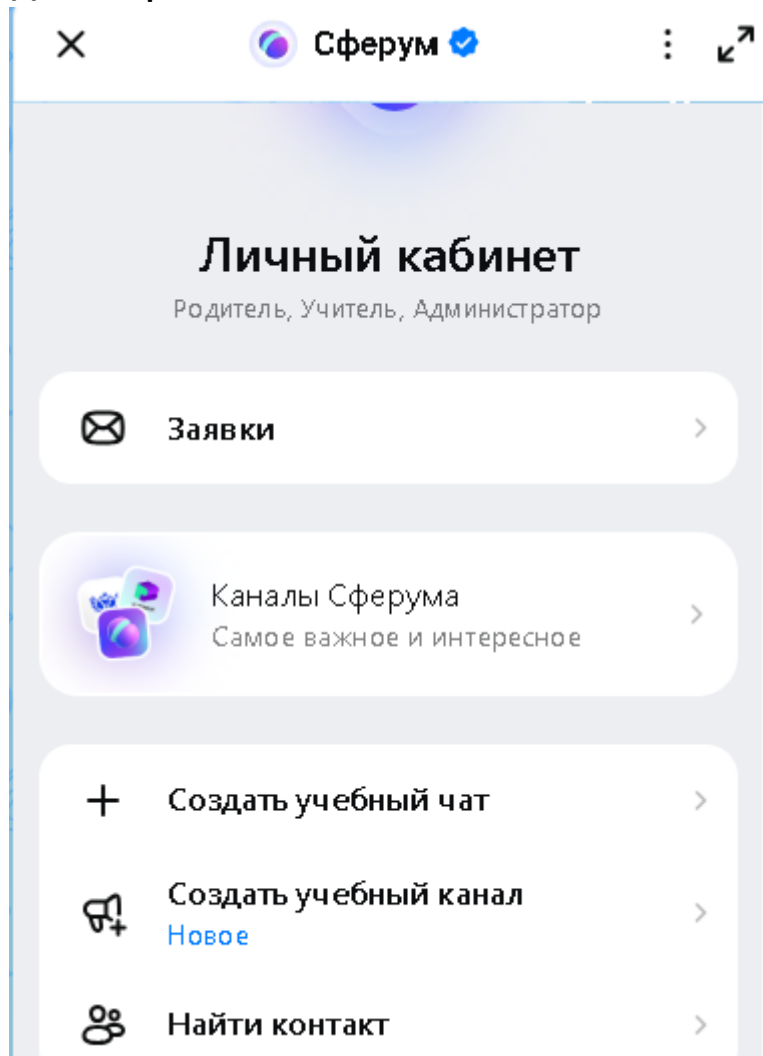 Сферум
Личный кабинет
Родитель, Учитель, Администратор
Заявки
Каналы Сферума
Самое важное и интересное
Создать учебный чат
Создать учебный канал
Новое
Найти контакт